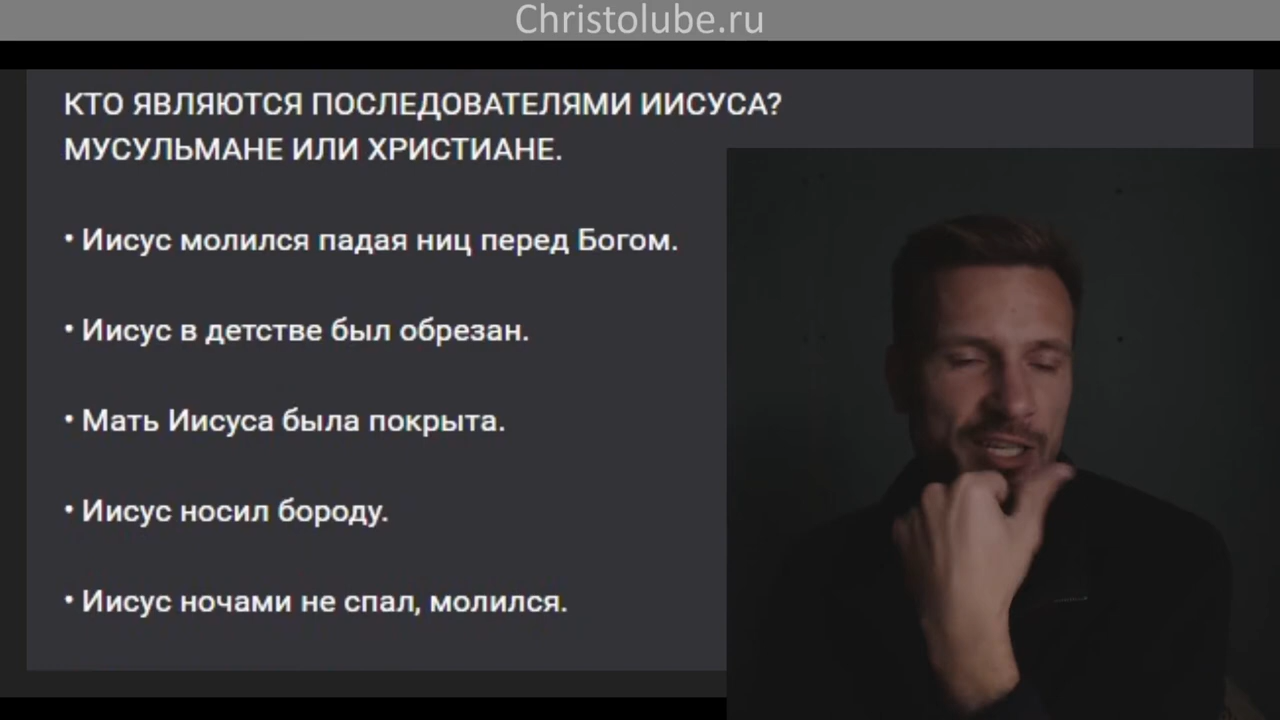 Christolube.ru
КТО ЯВЛЯЮТСЯ ПОСЛЕДОВАТЕЛЯМИ ИИСУСА?
МУСУЛЬМАНЕ ИЛИ ХРИСТИАНЕ.
• Иисус молился падая ниц перед Богом.
• Иисус в детстве был обрезан.
• Мать Иисуса была покрыта.
• Иисус носил бороду.
• Иисус ночами не спал, молился.